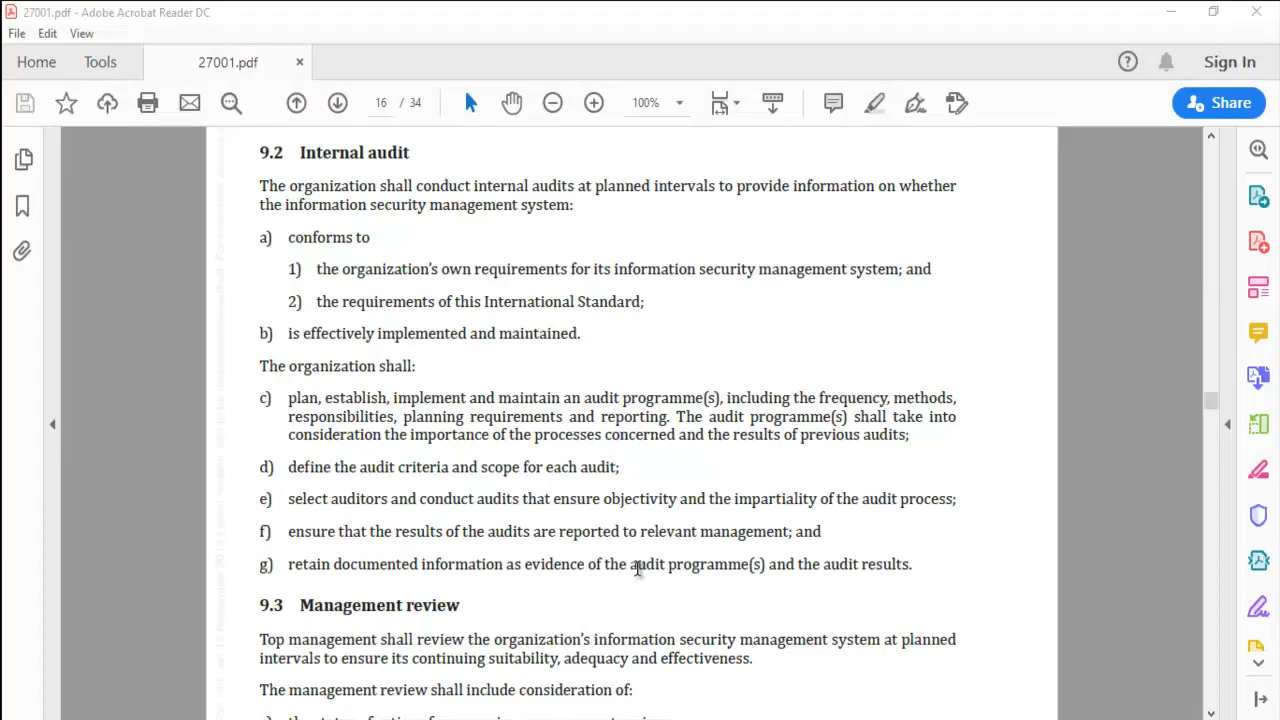 27001.pdf - Adobe Acrobat Reader DC
File Edit View
Home Tools 27001.pdf × Sign In
16 / 34 100% Share
9.2 Internal audit
The organization shall conduct internal audits at planned intervals to provide information on whether
the information security management system:
a) conforms to
1) the organization’s own requirements for its information security management system; and
2) the requirements of this International Standard;
b) is effectively implemented and maintained.
The organization shall:
c) plan, establish, implement and maintain an audit programme(s), including the frequency, methods,
responsibilities, planning requirements and reporting. The audit programme(s) shall take into
consideration the importance of the processes concerned and the results of previous audits;
d) define the audit criteria and scope for each audit;
e) select auditors and conduct audits that ensure objectivity and the impartiality of the audit process;
f) ensure that the results of the audits are reported to relevant management; and
g) retain documented information as evidence of the audit programme(s) and the audit results.
9.3 Management review
Top management shall review the organization’s information security management system at planned
intervals to ensure its continuing suitability, adequacy and effectiveness.
The management review shall include consideration of: